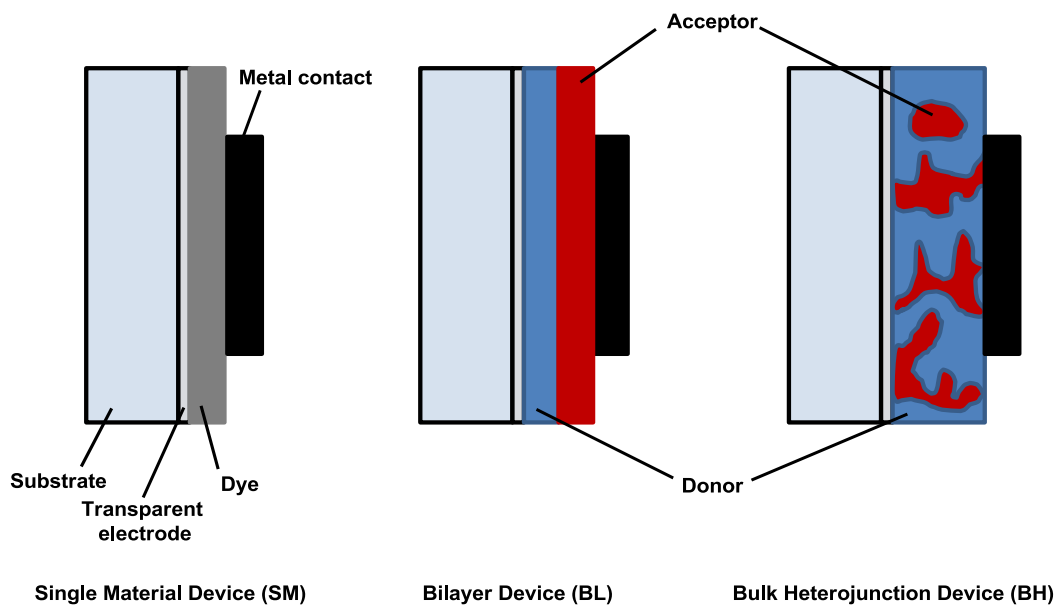 Acceptor
Metal contact
Substrate
Transparent
electrode
Dye
Donor
Single Material Device (SM)
Bilayer Device (BL)
Bulk Heterojunction Device (BH)